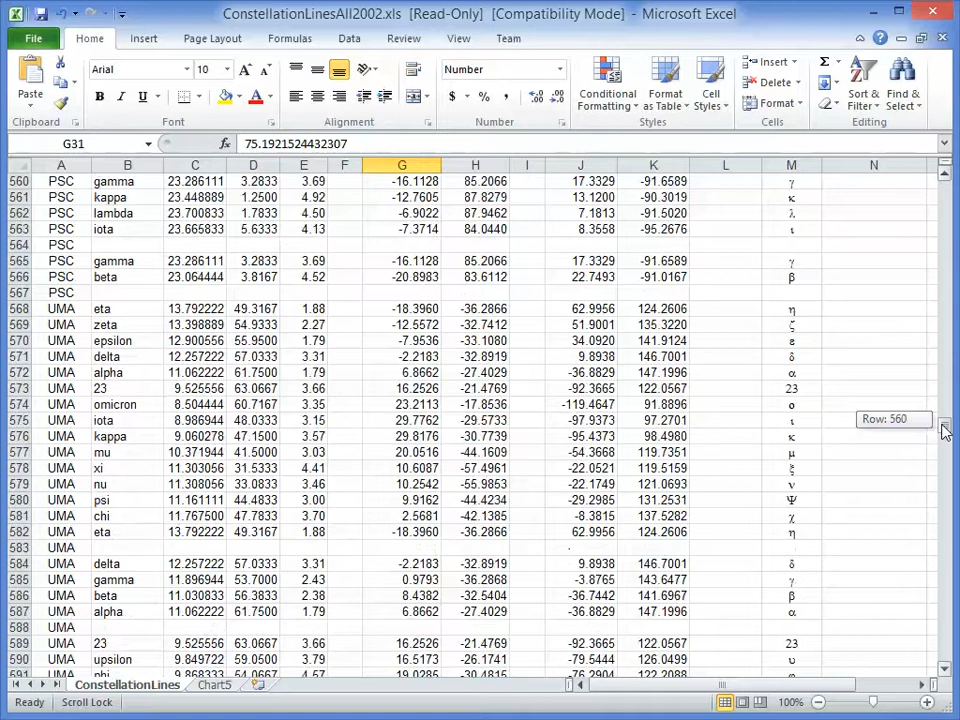 ConstellationLinesAll2002.xls [Read-Only] [Compatibility Mode] - Microsoft Excel
File Home Insert Page Layout Formulas Data Review View Team
Paste Arial 10 Number Conditional Formatting Format as Table Cell Styles Insert Delete Format Sort & Filter Find & Select
Clipboard Font Alignment Number Styles Cells Editing
G31 fx 75.1921524432307
A B C D E F G H I J K L M N
560 PSC gamma 23.286111 3.2833 3.69 -16.1128 85.2066 17.3329 -91.6589 γ
561 PSC kappa 23.448889 1.2500 4.92 -12.7605 87.8279 13.1200 -90.3019 κ
562 PSC lambda 23.700833 1.7833 4.50 -6.9022 87.9462 7.1813 -91.5020 λ
563 PSC iota 23.665833 5.6333 4.13 -7.3714 84.0440 8.3558 -95.2676 ι
564 PSC
565 PSC gamma 23.286111 3.2833 3.69 -16.1128 85.2066 17.3329 -91.6589 γ
566 PSC beta 23.064444 3.8167 4.52 -20.8983 83.6112 22.7493 -91.0167 β
567 PSC
568 UMA eta 13.792222 49.3167 1.88 -18.3960 -36.2866 62.9956 124.2606 η
569 UMA zeta 13.398889 54.9333 2.27 -12.5572 -32.7412 51.9001 135.3220 ζ
570 UMA epsilon 12.900556 55.9500 1.79 -7.9536 -33.1080 34.0920 141.9124 ε
571 UMA delta 12.257222 57.0333 3.31 -2.2183 -32.8919 9.8938 146.7001 δ
572 UMA alpha 11.062222 61.7500 1.79 6.8662 -27.4029 -36.8829 147.1996 α
573 UMA 23 9.525556 63.0667 3.66 16.2526 -21.4769 -92.3665 122.0567 23
574 UMA omicron 8.504444 60.7167 3.35 23.2113 -17.8536 -119.4647 91.8896 ο
575 UMA iota 8.986944 48.0333 3.15 29.7762 -29.5733 -97.9373 97.2701 ι
576 UMA kappa 9.060278 47.1500 3.57 29.8176 -30.7739 -95.4373 98.4980 κ
577 UMA mu 10.371944 41.5000 3.03 20.0516 -44.1609 -54.3668 119.7351 μ
578 UMA xi 11.303056 31.5333 4.41 10.6087 -57.4961 -22.0521 119.5159 ξ
579 UMA nu 11.308056 33.0833 3.46 10.2542 -55.9853 -22.1749 121.0693 ν
580 UMA psi 11.161111 44.4833 3.00 9.9162 -44.4234 -29.2985 131.2531 Ψ
581 UMA chi 11.767500 47.7833 3.70 2.5681 -42.1385 -8.3815 137.5282 χ
582 UMA eta 13.792222 49.3167 1.88 -18.3960 -36.2866 62.9956 124.2606 η
583 UMA
584 UMA delta 12.257222 57.0333 3.31 -2.2183 -32.8919 9.8938 146.7001 δ
585 UMA gamma 11.896944 53.7000 2.43 0.9793 -36.2868 -3.8765 143.6477 γ
586 UMA beta 11.030833 56.3833 2.38 8.4382 -32.5404 -36.7442 141.6967 β
587 UMA alpha 11.062222 61.7500 1.79 6.8662 -27.4029 -36.8829 147.1996 α
588 UMA
589 UMA 23 9.525556 63.0667 3.66 16.2526 -21.4769 -92.3665 122.0567 23
590 UMA upsilon 9.849722 59.0500 3.79 16.5173 -26.1741 -79.5444 126.0499 υ
591 UMA phi 9.868333 54.0667 19.0285 -30.4815 -76.2904
Row: 560
ConstellationLines Chart5
Ready Scroll Lock 100%